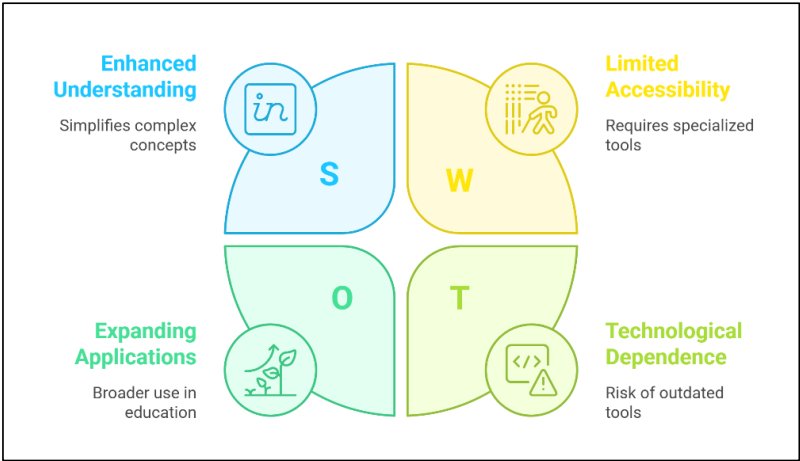 Enhanced
Understanding
Simplifies complex
concepts
in
S
Limited
Accessibility
Requires specialized
tools
W
Expanding
Applications
Broader use in
education
O
Technological
Dependence
Risk of outdated
tools
T
</>
!